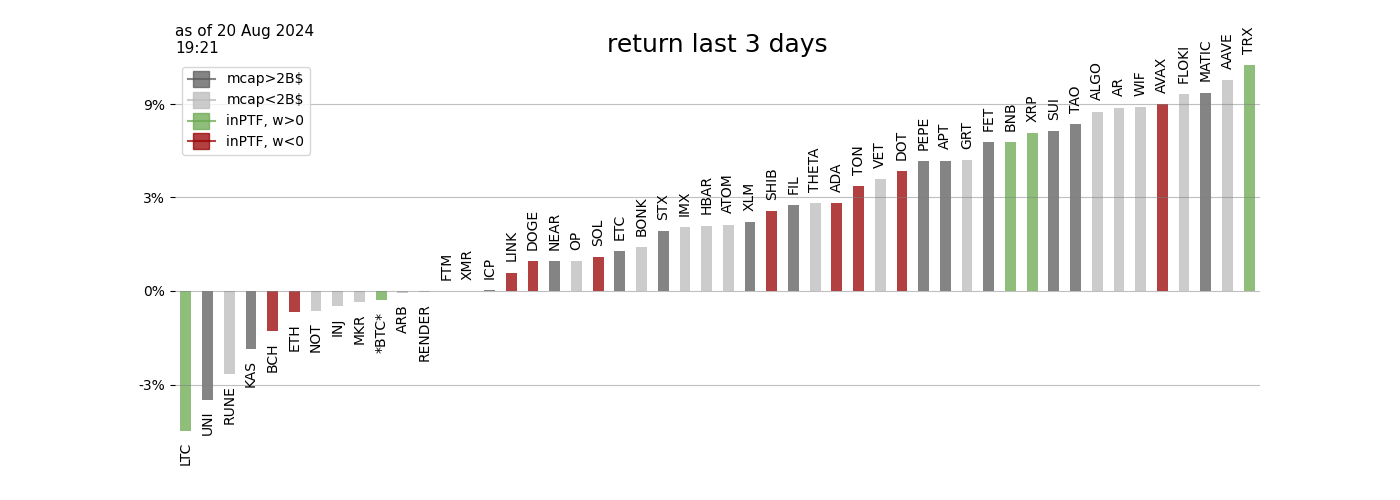 as of 20 Aug 2024
19:21
return last 3 days
mcap>2B$
mcap<2B$
inPTF, w>0
inPTF, w<0
9%
3%
0%
-3%
LTC
UNI
RUNE
KAS
BCH
ETH
NOT
INJ
MKR
*BTC*
ARB
RENDER
FTM
XMR
ICP
LINK
DOGE
NEAR
OP
SOL
ETC
BONK
STX
IMX
HBAR
ATOM
XLM
SHIB
FIL
THETA
ADA
TON
VET
DOT
PEPE
APT
GRT
FET
BNB
XRP
SUI
TAO
ALGO
AR
WIF
AVAX
FLOKI
MATIC
AAVE
TRX